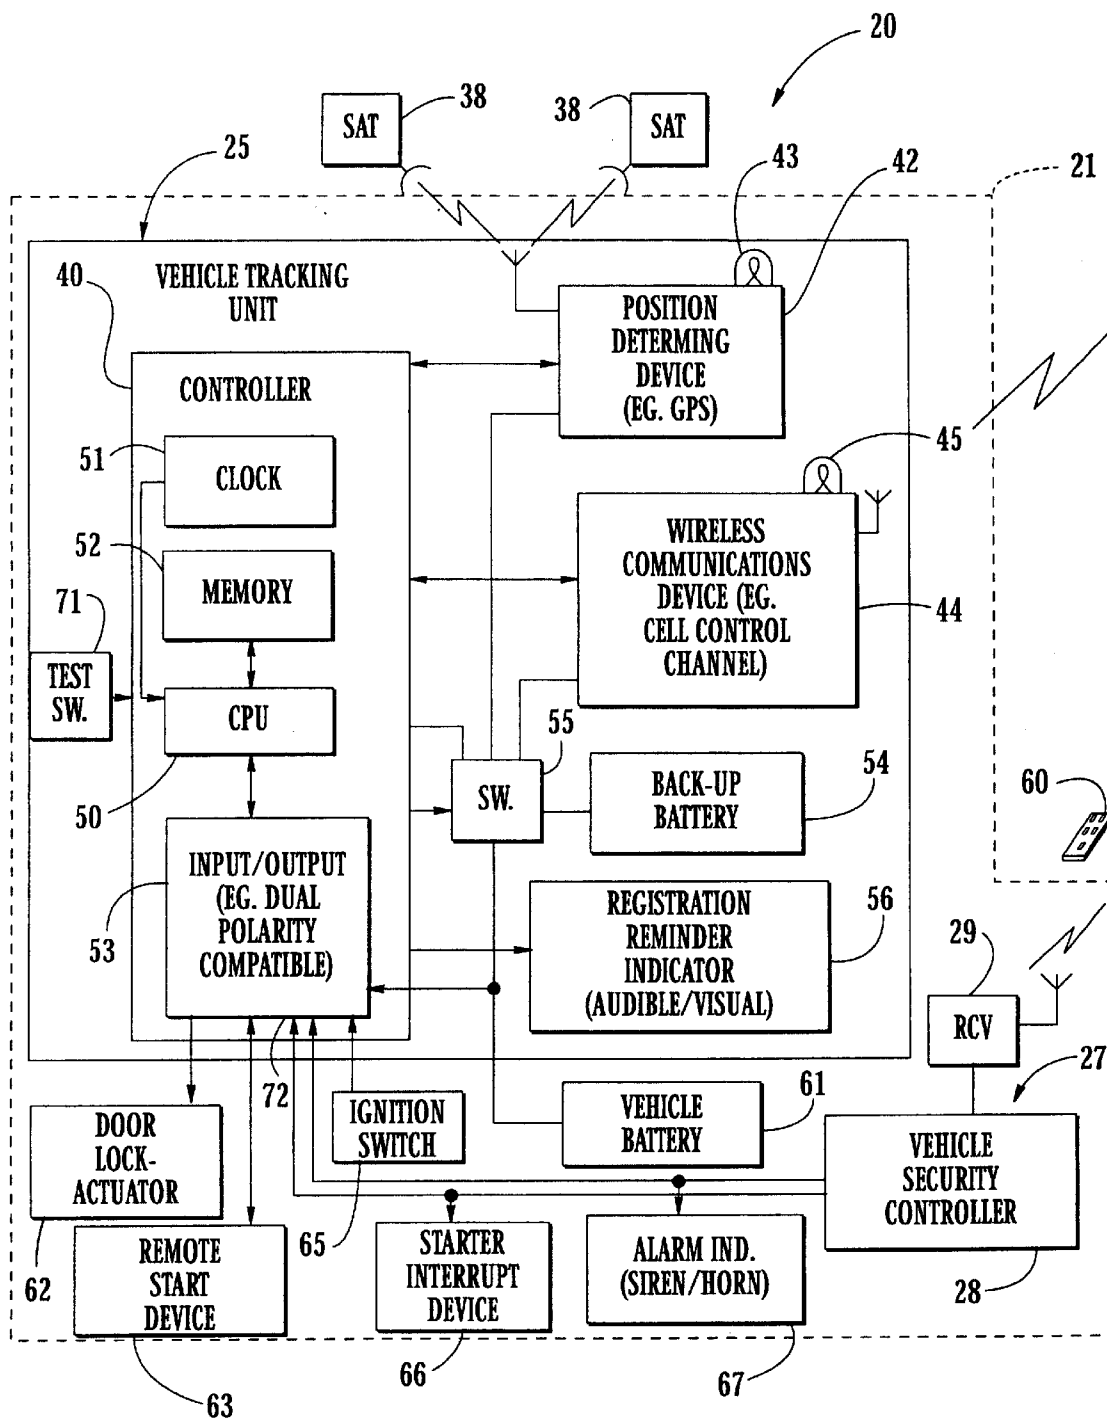 20
38
SAT
38
SAT
25
43
42
21
VEHICLE TRACKING
UNIT
40
POSITION
DETERMING
DEVICE
(EG. GPS)
CONTROLLER
51
CLOCK
45
52
MEMORY
WIRELESS
COMMUNICATIONS
DEVICE (EG.
CELL CONTROL
CHANNEL)
44
71
TEST
SW.
CPU
50
55
SW.
BACK-UP
BATTERY
54
60
INPUT/OUTPUT
(EG. DUAL
POLARITY
COMPATIBLE)
53
REGISTRATION
REMINDER
INDICATOR
(AUDIBLE/VISUAL)
56
29
RCV
27
72
DOOR
LOCK-
ACTUATOR
62
IGNITION
SWITCH
65
VEHICLE
BATTERY
61
VEHICLE
SECURITY
CONTROLLER
28
REMOTE
START
DEVICE
63
STARTER
INTERRUPT
DEVICE
66
ALARM IND.
(SIREN/HORN)
67